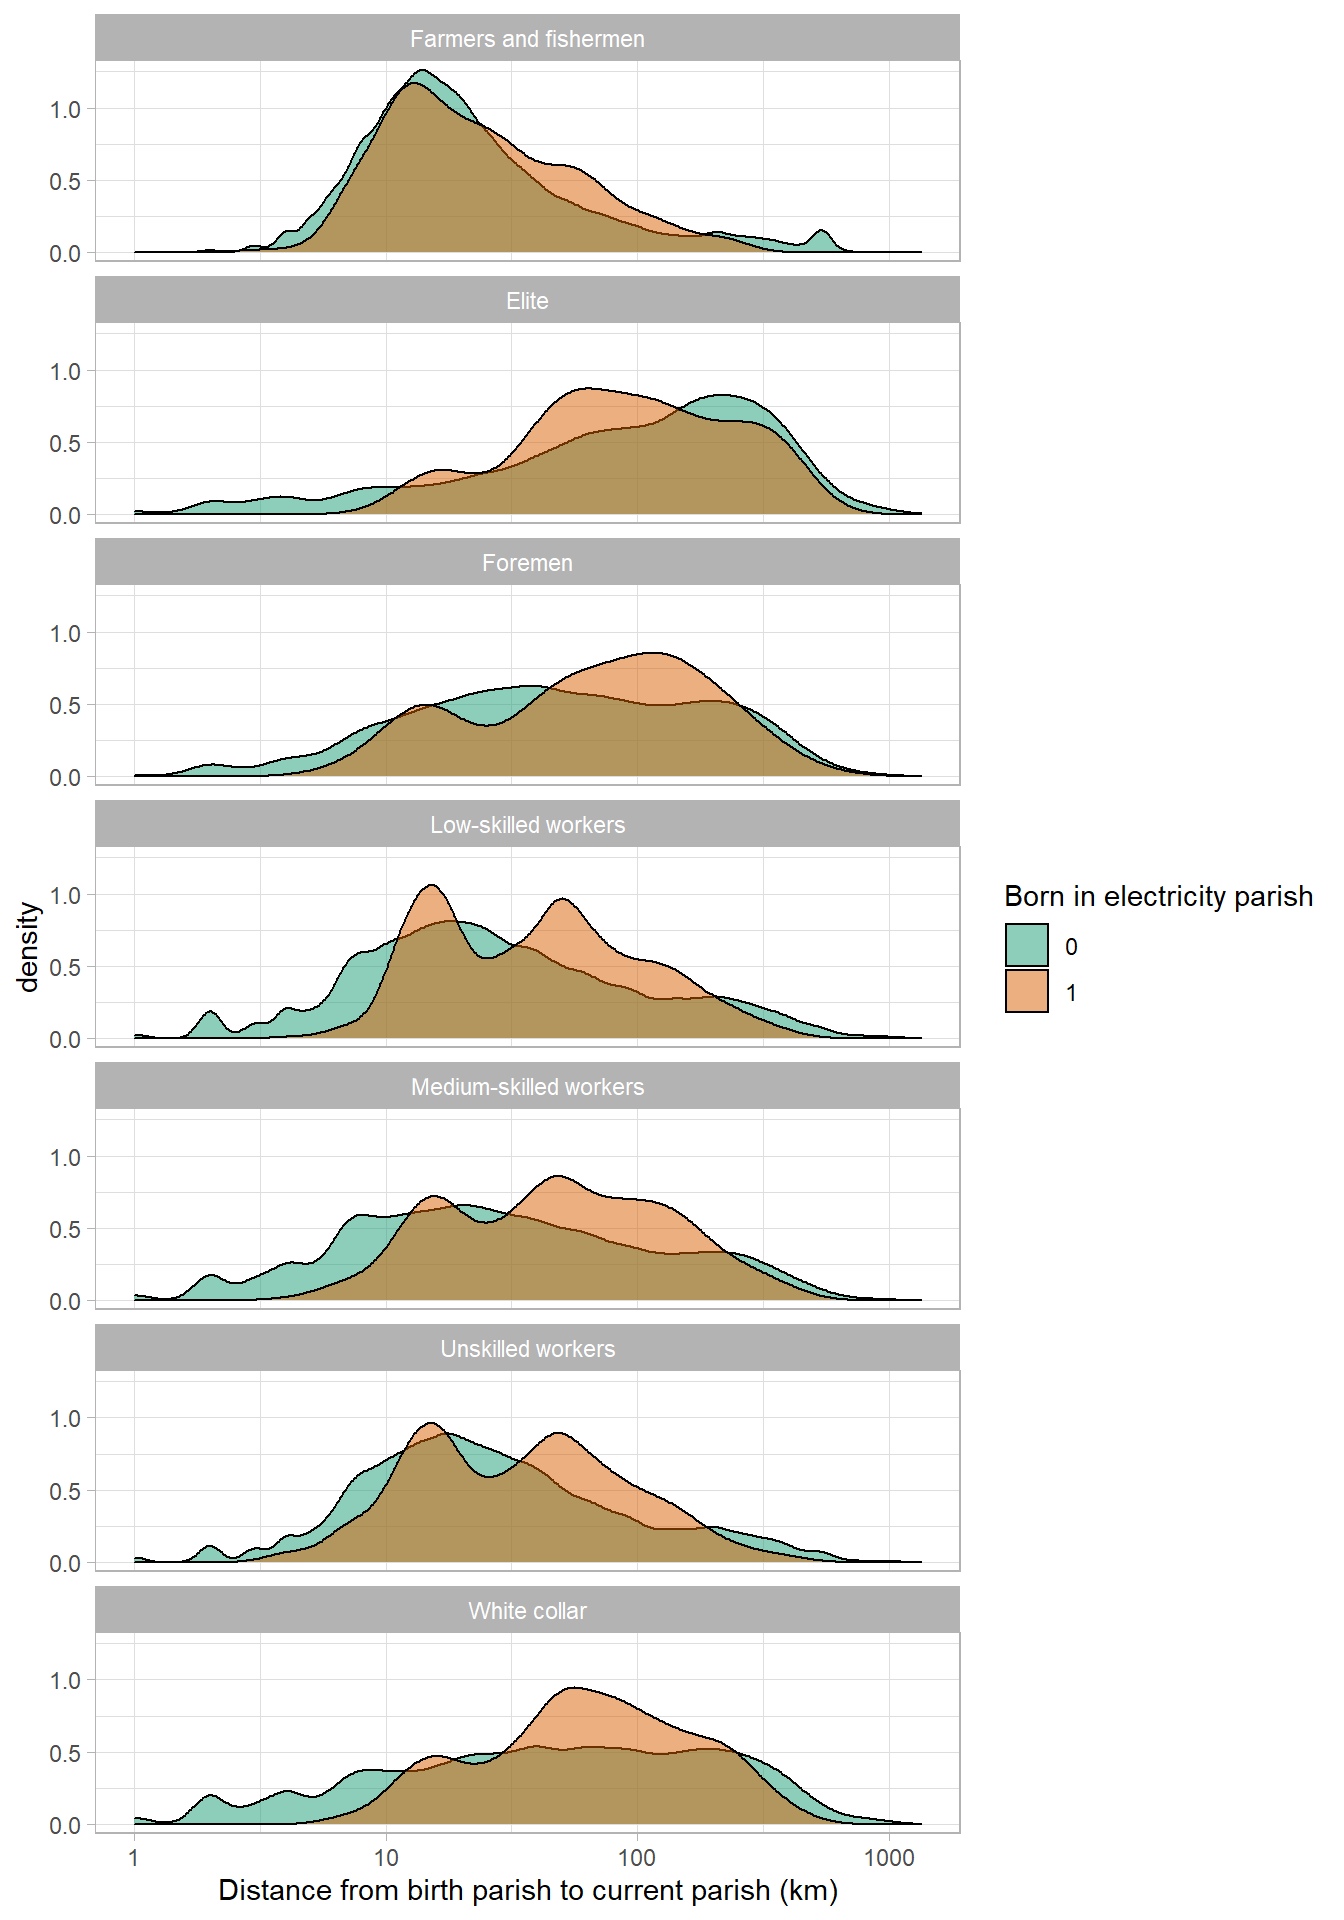 Farmers and fishermen
1.0
0.5
0.0
Elite
1.0
0.5
0.0
Foremen
1.0
0.5
0.0
Low-skilled workers
1.0
0.5
0.0
Medium-skilled workers
1.0
0.5
0.0
Unskilled workers
1.0
0.5
0.0
White collar
1.0
0.5
0.0
1 10 100 1000
Distance from birth parish to current parish (km)
density
Born in electricity parish
0
1